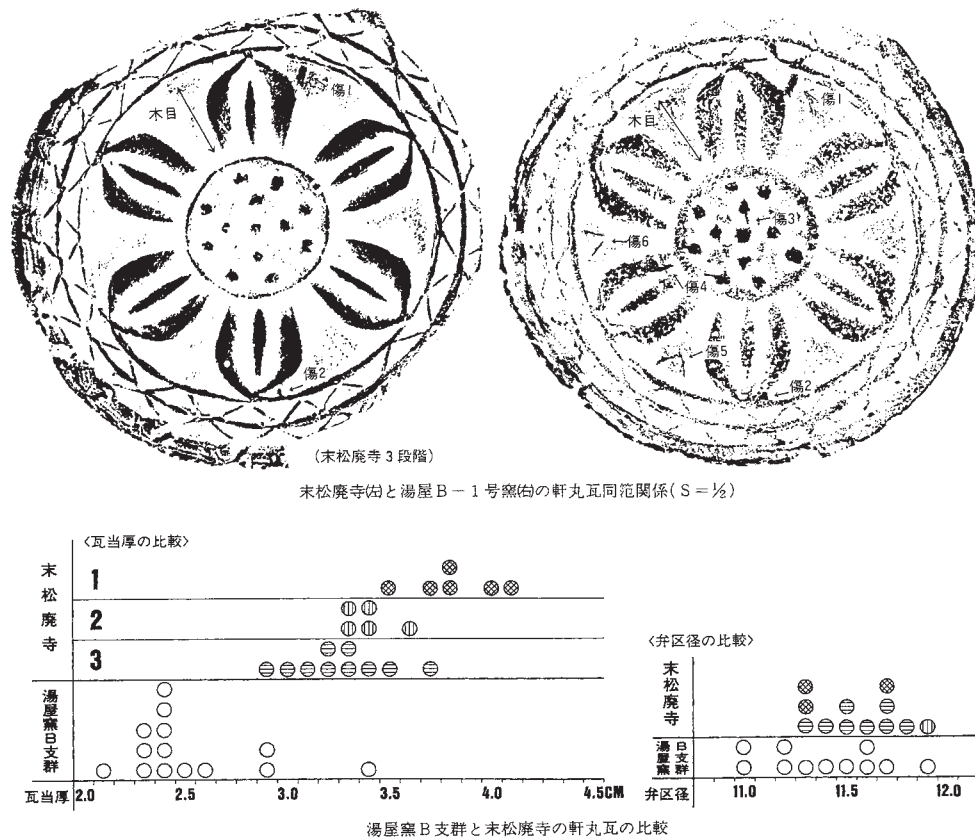 木目
傷1
傷2
(末松廃寺3段階)
木目
傷1
傷3
傷6
傷4
傷5
傷2
末松廃寺㊧と湯屋B-1号窯㊨の軒丸瓦同范関係(S=½)
〈瓦当厚の比較〉
末松廃寺
1
2
3
湯屋窯B支群
瓦当厚 2.0 2.5 3.0 3.5 4.0 4.5CM
〈弁区径の比較〉
末松廃寺
湯屋窯B支群
弁区径 11.0 11.5 12.0
湯屋窯B支群と末松廃寺の軒丸瓦の比較